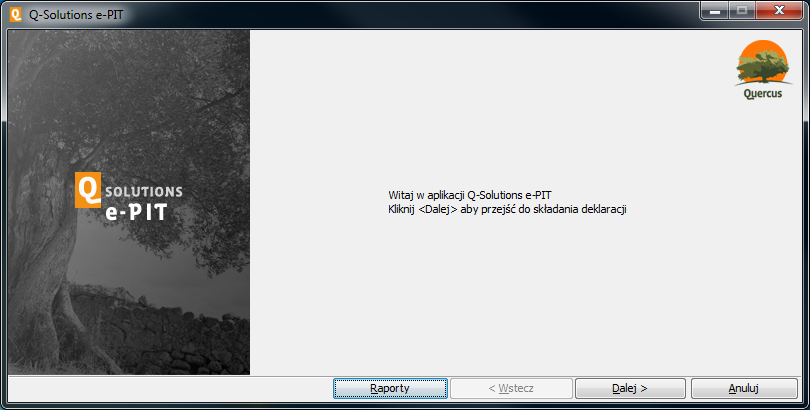 Q-Solutions e-PIT
Quercus
Q SOLUTIONS
e-PIT
Witaj w aplikacji Q-Solutions e-PIT
Kliknij <Dalej> aby przejść do składania deklaracji
Raporty
< Wstecz
Dalej >
Anuluj